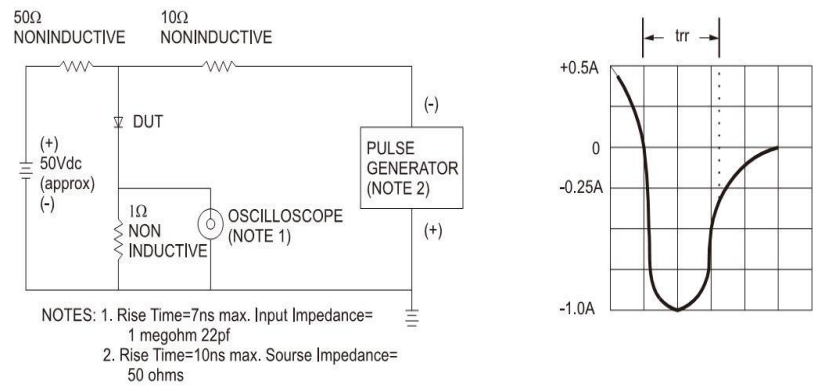 50Ω
NONINDUCTIVE
10Ω
NONINDUCTIVE
DUT
(+)
50Vdc
(approx)
(-)
1Ω
NON
INDUCTIVE
OSCILLOSCOPE
(NOTE 1)
(-)
PULSE
GENERATOR
(NOTE 2)
(+)
NOTES: 1. Rise Time=7ns max. Input Impedance=
1 megohm 22pf
2. Rise Time=10ns max. Sourse Impedance=
50 ohms
trr
+0.5A
0
-0.25A
-1.0A